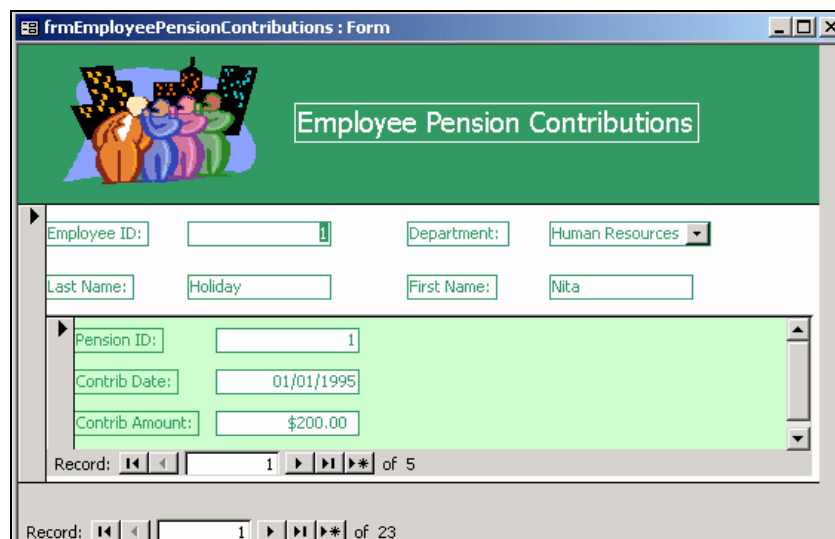 frmEmployeePensionContributions : Form
Employee Pension Contributions
Employee ID: 1 Department: Human Resources
Last Name: Holiday First Name: Nita
Pension ID: 1
Contrib Date: 01/01/1995
Contrib Amount: $200.00
Record: 1 of 5
Record: 1 of 23